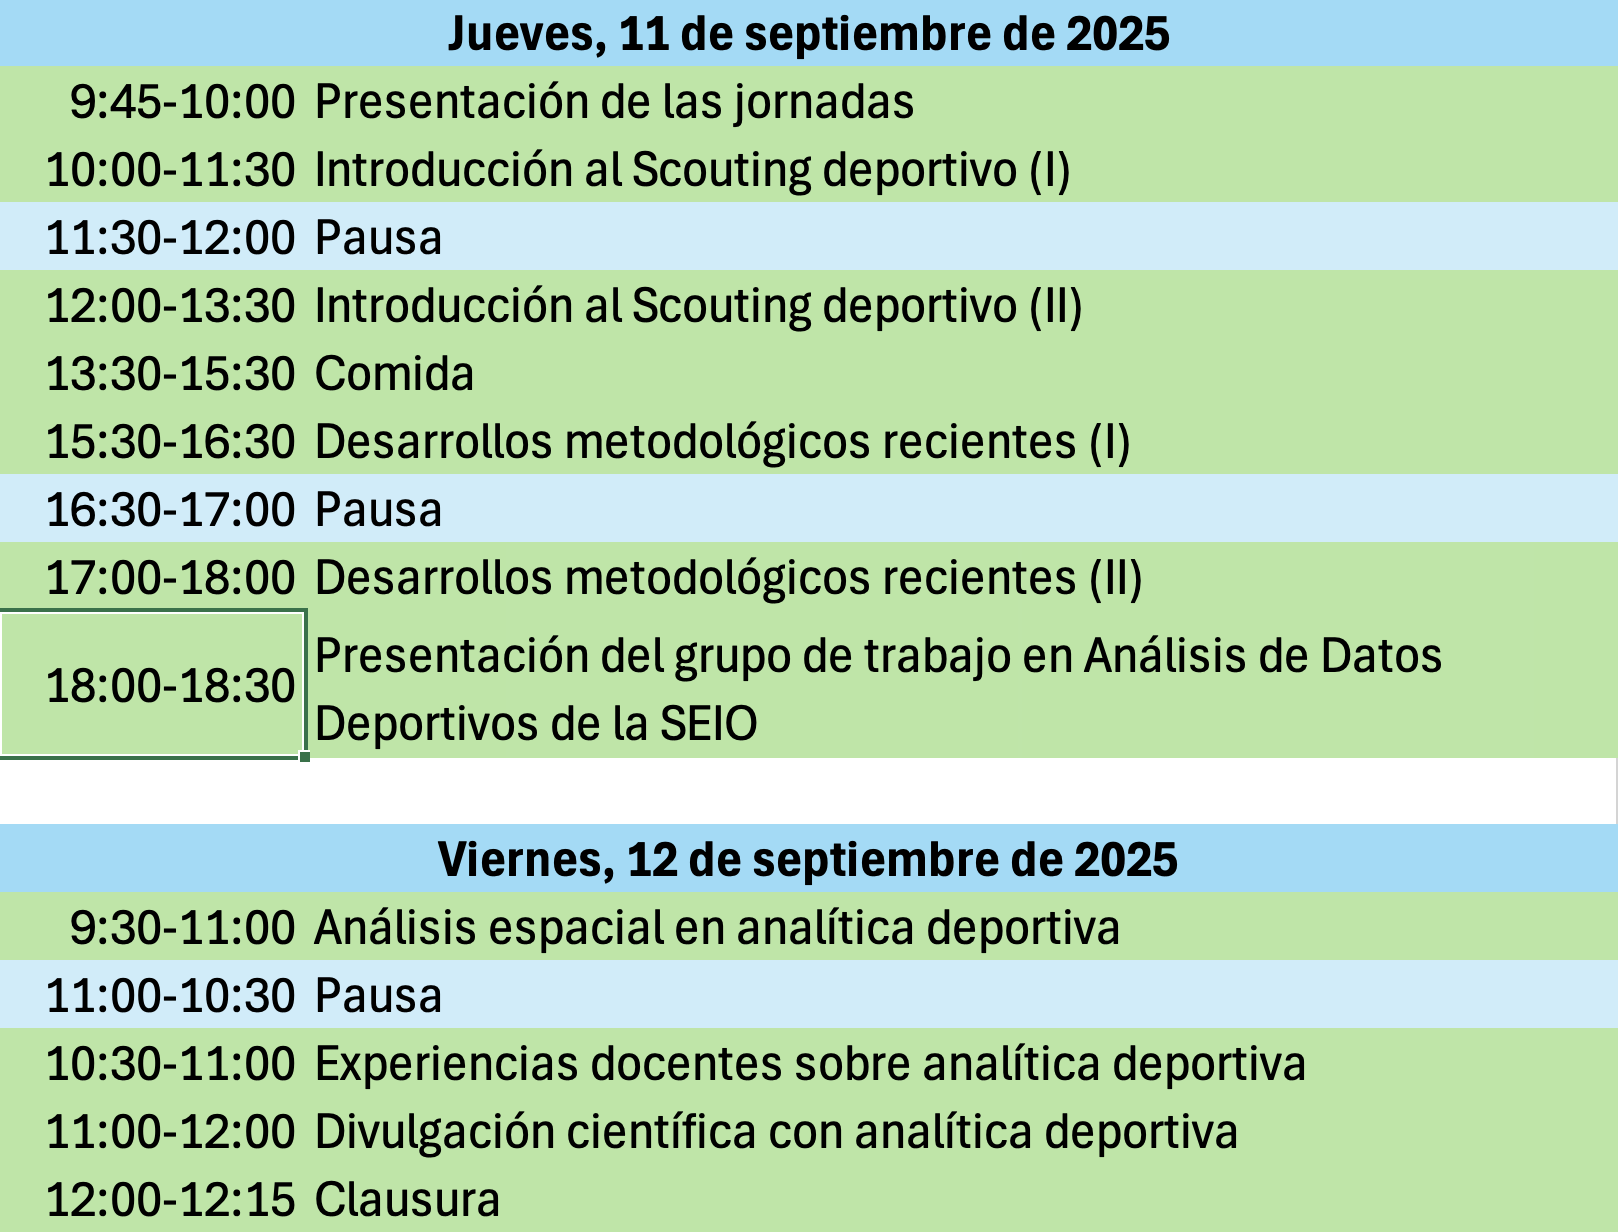 Jueves, 11 de septiembre de 2025
9:45-10:00 Presentación de las jornadas
10:00-11:30 Introducción al Scouting deportivo (I)
11:30-12:00 Pausa
12:00-13:30 Introducción al Scouting deportivo (II)
13:30-15:30 Comida
15:30-16:30 Desarrollos metodológicos recientes (I)
16:30-17:00 Pausa
17:00-18:00 Desarrollos metodológicos recientes (II)
18:00-18:30 Presentación del grupo de trabajo en Análisis de Datos
Deportivos de la SEIO
Viernes, 12 de septiembre de 2025
9:30-11:00 Análisis espacial en analítica deportiva
11:00-10:30 Pausa
10:30-11:00 Experiencias docentes sobre analítica deportiva
11:00-12:00 Divulgación científica con analítica deportiva
12:00-12:15 Clausura